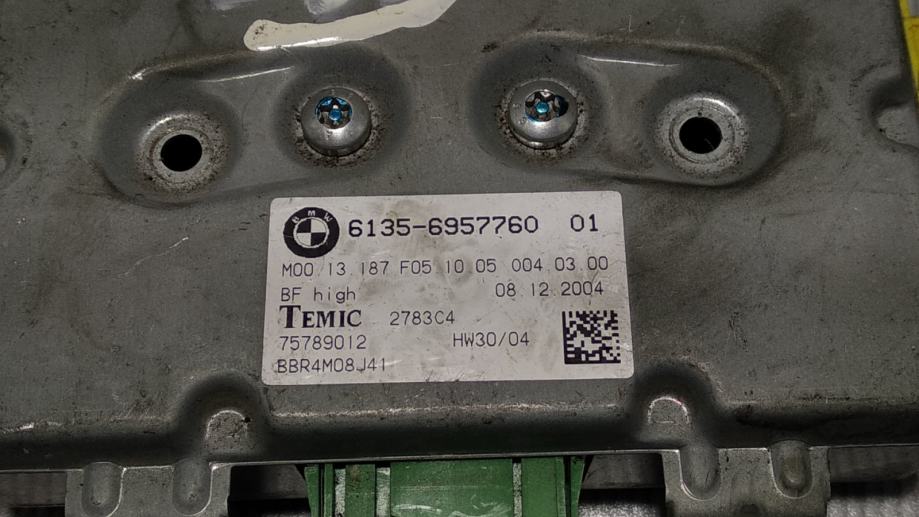 BMW
6135-6957760 01
M00.13.187 F05.10 05 004.03.00
BF high 08.12.2004
TEMIC 2783C4
75789012 HW30/04
BBR4M08J41